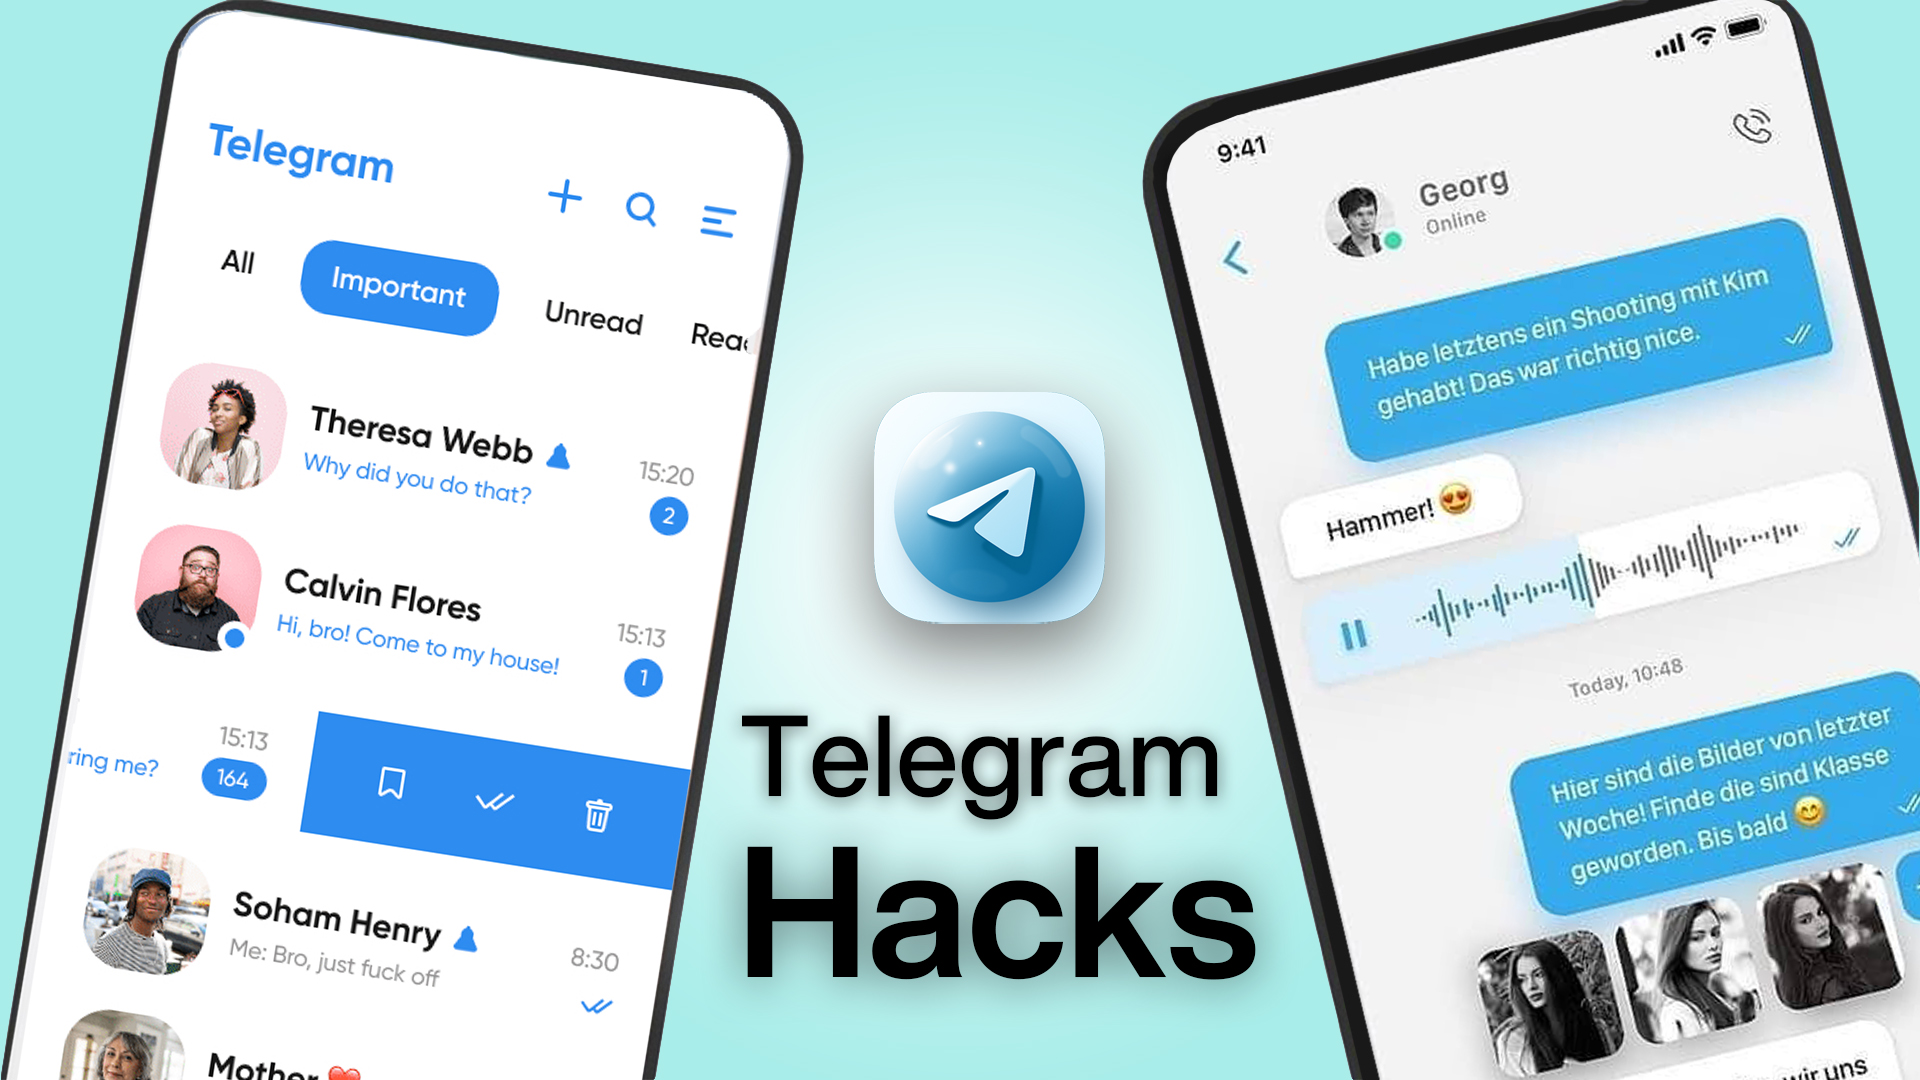 Telegram
All
Important
Unread
Theresa Webb
Why did you do that?
15:20
2
Calvin Flores
Hi, bro! Come to my house!
15:13
1
ring me?
15:13
164
Soham Henry
Me: Bro, just fuck off
8:30
Mother ❤️
Telegram
Hacks
9:41
Georg
Online
Habe letztens ein Shooting mit Kim
gehabt! Das war richtig nice.
Hammer! 😍
Today, 10:48
Hier sind die Bilder von letzter
Woche! Finde die sind Klasse
geworden. Bis bald 😊
wir uns